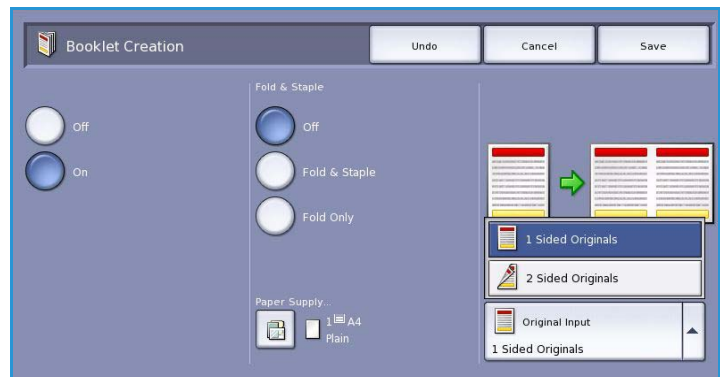 Booklet Creation
Undo
Cancel
Save
Off
On
Fold & Staple
Off
Fold & Staple
Fold Only
Paper Supply...
1 A4
Plain
1 Sided Originals
2 Sided Originals
Original Input
1 Sided Originals